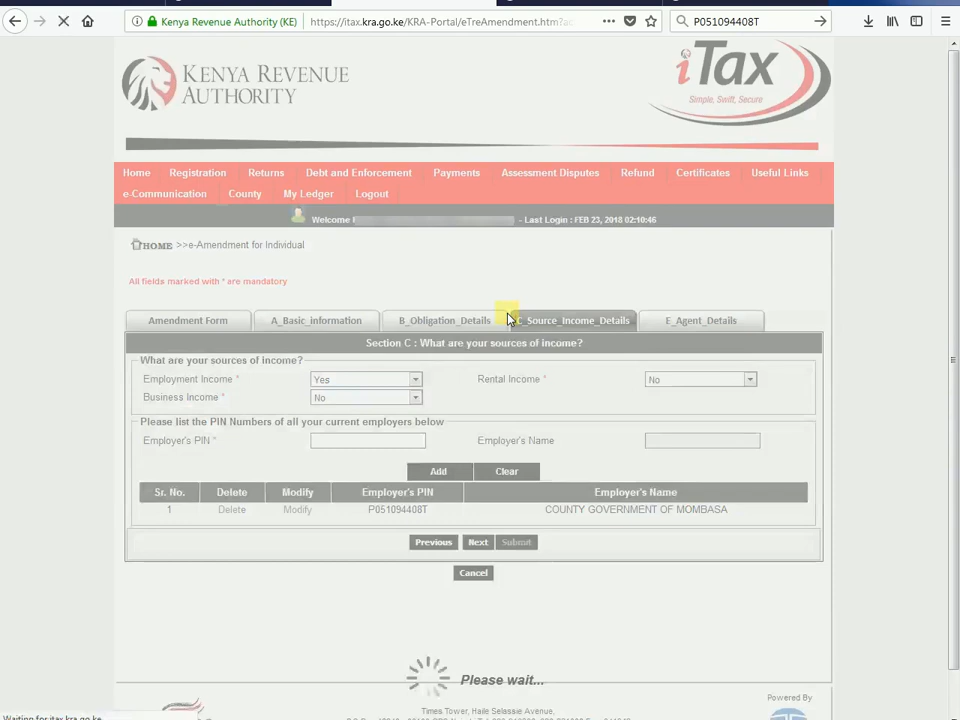 Kenya Revenue Authority (KE)
https://itax.kra.go.ke/KRA-Portal/eTreAmendment.htm?a
P051094408T
KENYA REVENUE
AUTHORITY
iTax
Simple, Swift, Secure
Home Registration Returns Debt and Enforcement Payments Assessment Disputes Refund Certificates Useful Links
e-Communication County My Ledger Logout
Welcome - Last Login : FEB 23, 2018 02:10:46
HOME >>e-Amendment for Individual
All fields marked with * are mandatory
Amendment Form A_Basic_information B_Obligation_Details C_Source_Income_Details E_Agent_Details
Section C : What are your sources of income?
What are your sources of income?
Employment Income * Yes Rental Income * No
Business Income * No
Please list the PIN Numbers of all your current employers below
Employer's PIN * Employer's Name
Add Clear
Sr. No. Delete Modify Employer's PIN Employer's Name
1 Delete Modify P051094408T COUNTY GOVERNMENT OF MOMBASA
Previous Next Submit
Cancel
Please wait...
Powered By
Times Tower, Haile Selassie Avenue,
Waiting for itax.kra.go.ke